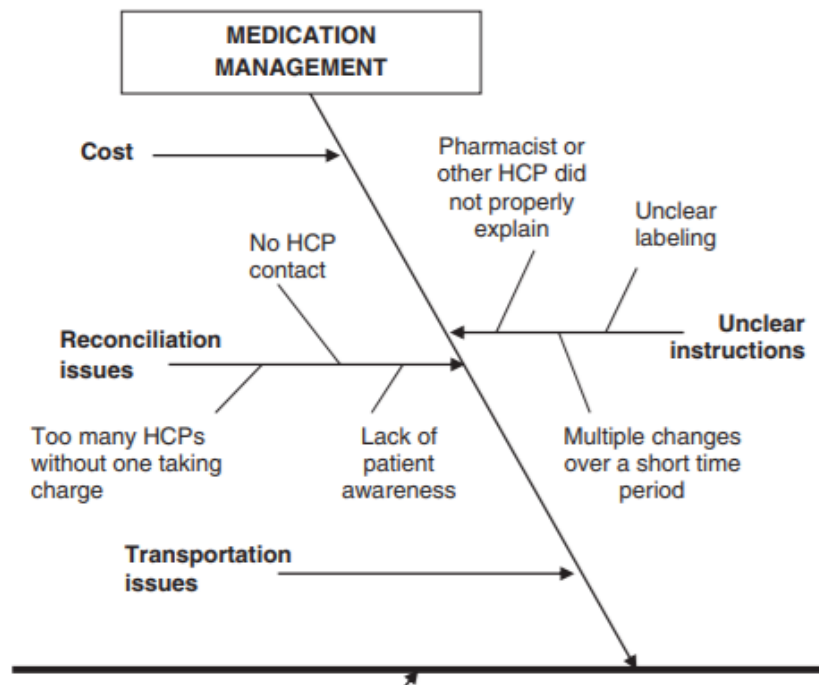 MEDICATION
MANAGEMENT
Cost
Pharmacist or
other HCP did
not properly
explain
Unclear
labeling
No HCP
contact
Reconciliation
issues
Unclear
instructions
Too many HCPs
without one taking
charge
Lack of
patient
awareness
Multiple changes
over a short time
period
Transportation
issues